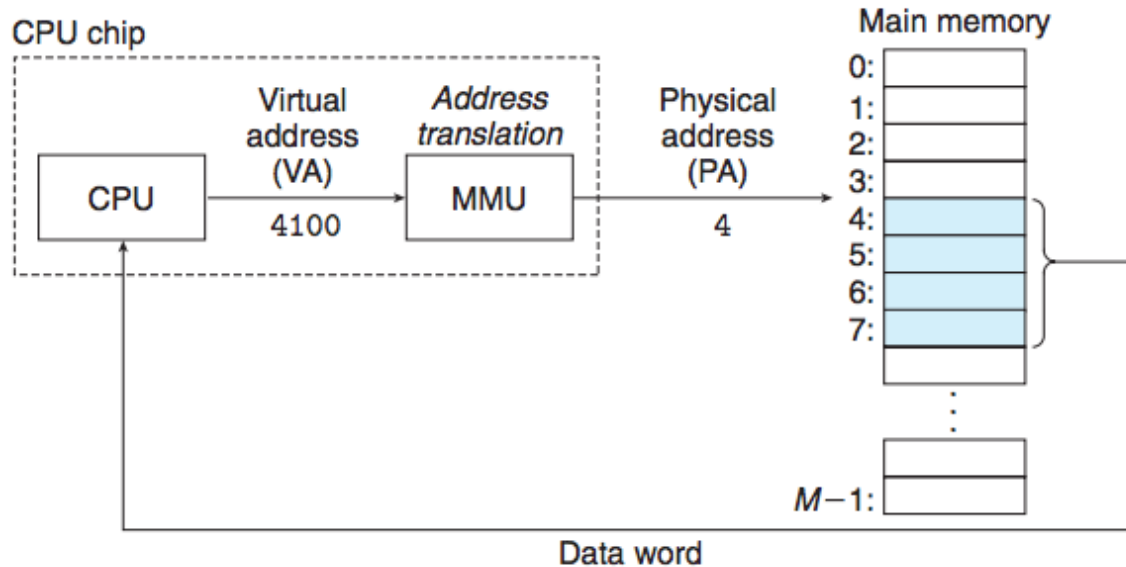 CPU chip
Main memory
Virtual
address
(VA)
Address
translation
Physical
address
(PA)
CPU
4100
MMU
4
0:
1:
2:
3:
4:
5:
6:
7:
M−1:
Data word